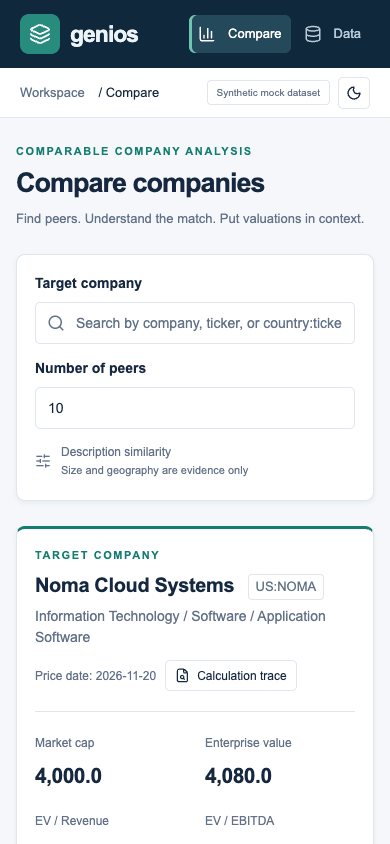 genios
Compare
Data
Workspace / Compare
Synthetic mock dataset
COMPARABLE COMPANY ANALYSIS
Compare companies
Find peers. Understand the match. Put valuations in context.
Target company
Search by company, ticker, or country:ticke
Number of peers
10
Description similarity
Size and geography are evidence only
TARGET COMPANY
Noma Cloud Systems US:NOMA
Information Technology / Software / Application
Software
Price date: 2026-11-20 Calculation trace
Market cap
Enterprise value
4,000.0
4,080.0
EV / Revenue
EV / EBITDA